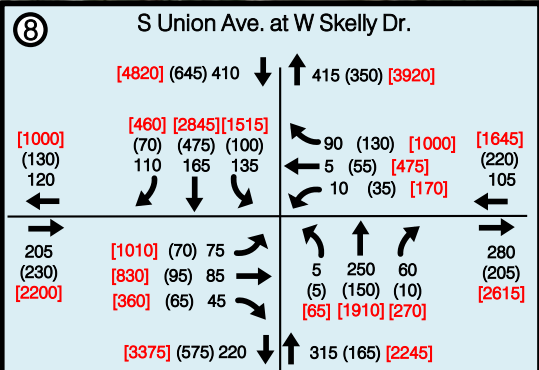 8 S Union Ave. at W Skelly Dr.
[4820] (645) 410 415 (350) [3920]
[460] [2845] [1515]
(70) (475) (100)
110 165 135
90 (130) [1000]
5 (55) [475]
10 (35) [170]
[1000]
(130)
120
[1645]
(220)
105
205
(230)
[2200]
[1010] (70) 75
[830] (95) 85
[360] (65) 45
5 250 60
(5) (150) (10)
[65] [1910] [270]
280
(205)
[2615]
[3375] (575) 220 315 (165) [2245]